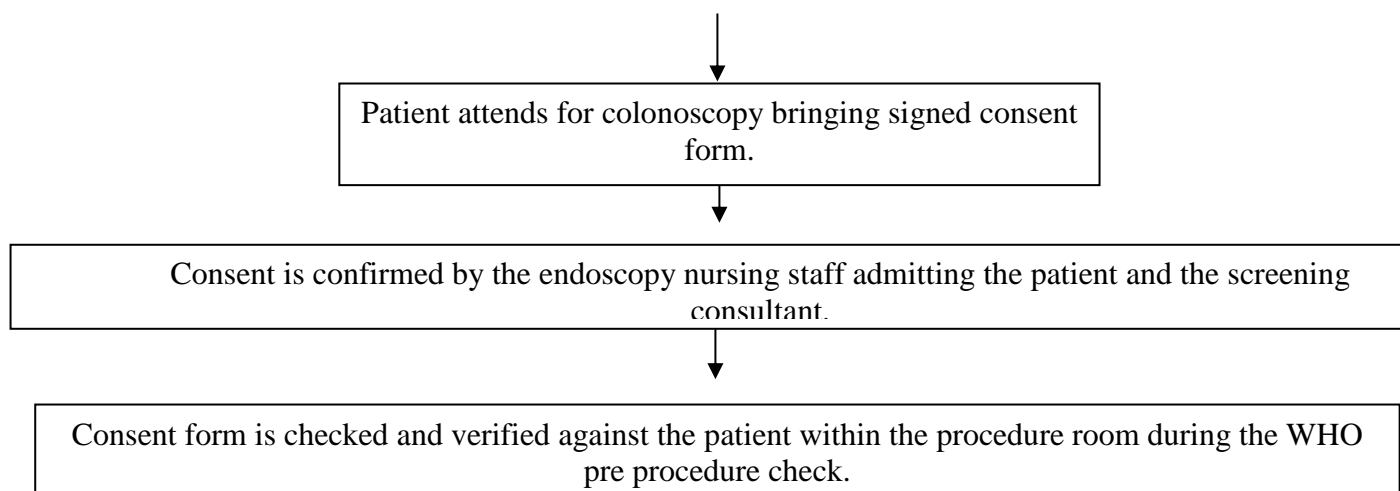 Patient attends for colonoscopy bringing signed consent
form.
Consent is confirmed by the endoscopy nursing staff admitting the patient and the screening
consultant.
Consent form is checked and verified against the patient within the procedure room during the WHO
pre procedure check.